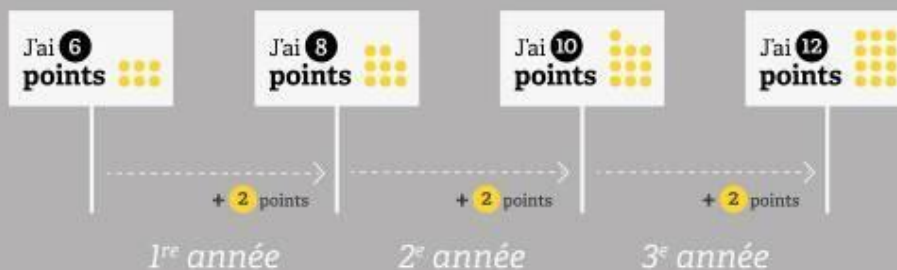 J'ai 6
points
J'ai 8
points
J'ai 10
points
J'ai 12
points
+ 2 points
+ 2 points
+ 2 points
1re année
2e année
3e année